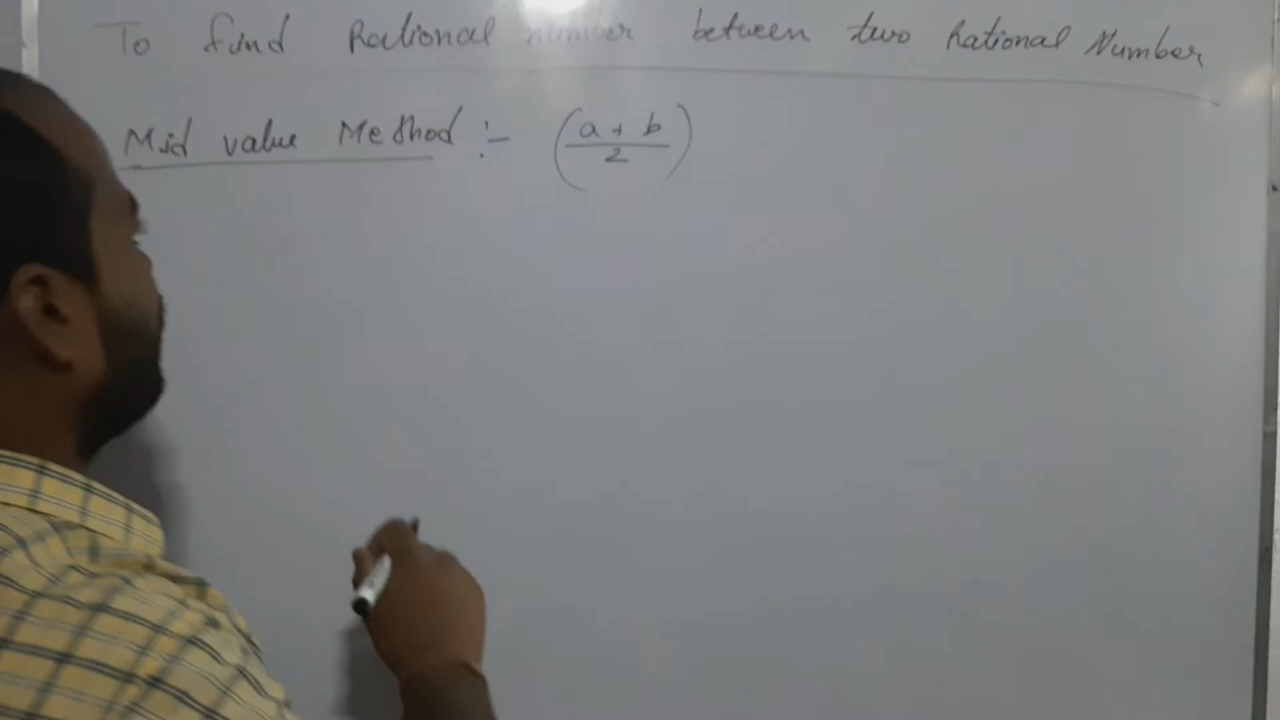 To find Rational number between two Rational Number
Mid value Method :- (a + b / 2)